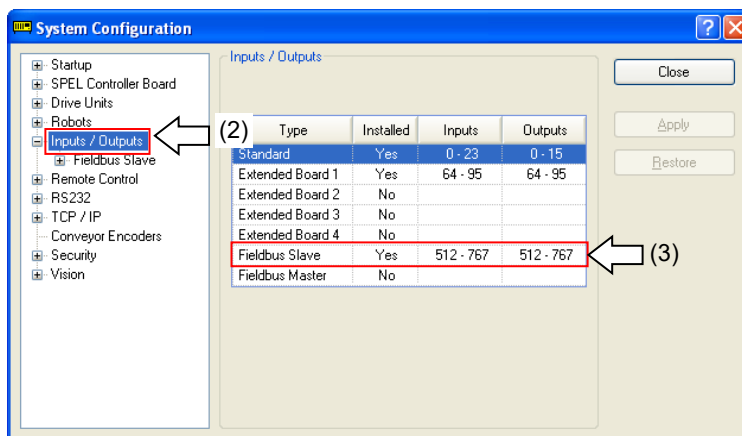 System Configuration
Startup
SPEL Controller Board
Drive Units
Robots
Inputs / Outputs
Fieldbus Slave
Remote Control
RS232
TCP / IP
Conveyor Encoders
Security
Vision
(2)
Inputs / Outputs
Type Installed Inputs Outputs
Standard Yes 0 - 23 0 - 15
Extended Board 1 Yes 64 - 95 64 - 95
Extended Board 2 No
Extended Board 3 No
Extended Board 4 No
Fieldbus Slave Yes 512 - 767 512 - 767
Fieldbus Master No
(3)
Close
Apply
Restore